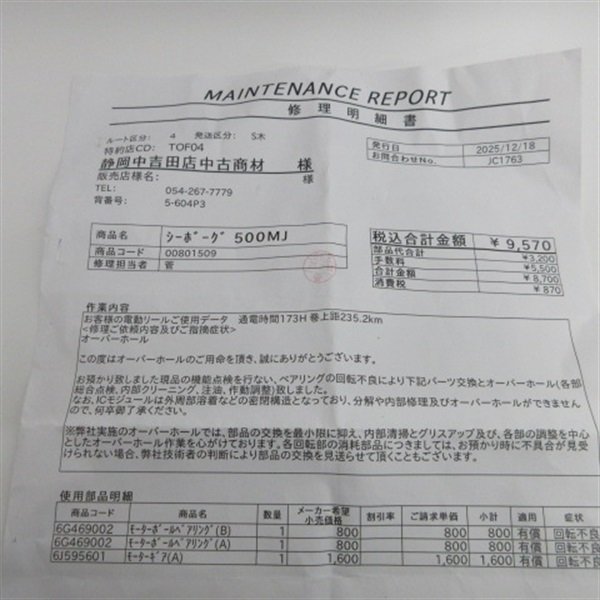 MAINTENANCE REPORT
修理明細書
ルート区分: 4 発送区分: S木
特約店CD: TOF04
静岡中吉田店中古商材 様
販売店様名: 様
TEL: 054-267-7779
背番号: 5-604P3
発行日 2025/12/18
お問合わせNo. JC1763
商品名 ｼｰﾎﾞｰｸﾞ 500MJ
商品コード 00801509
修理担当者 菅
税込合計金額 ¥ 9,570
部品代合計 ¥3,200
手数料 ¥5,500
合計金額 ¥ 8,700
消費税 ¥ 870
作業内容
お客様の電動リールご使用データ 通電時間173H 巻上距235.2km
<修理ご依頼内容及びご指摘症状>
オーバーホール
この度はオーバーホールのご用命を頂き、誠にありがとうございます。
お預かり致しました現品の機能点検を行ない、ベアリングの回転不良により下記パーツ交換とオーバーホール(各部
総合点検、内部クリーニング、注油、作動調整)致しました。
なお、ICモジュールは外周部溶着などの密閉構造となっており、分解や内部修理及びオーバーホールができません
ので、何卒御了承ください。
※弊社実施のオーバーホールでは、部品の交換を最小限に抑え、内部清掃とグリスアップ及び、各部の調整を中心
としたオーバーホール作業を心がけております。各回転部の消耗部品につきましては、お預かり時に不具合が見受
けられない場合、弊社技術者の判断により部品の交換を見送らせて頂くこともございます。
使用部品明細
商品コード 商品名 数量 メーカー希望小売価格 割引率 ご請求単価 小計 適用 症状
6G469002 ﾓｰﾀｰﾎﾞｰﾙﾍﾞｱﾘﾝｸﾞ(B) 1 800 800 800 有償 回転不良
6G469002 ﾓｰﾀｰﾎﾞｰﾙﾍﾞｱﾘﾝｸﾞ(A) 1 800 800 800 有償 回転不良
6J595601 ﾓｰﾀｰｷﾞｱ(A) 1 1,600 1,600 1,600 有償 回転不良